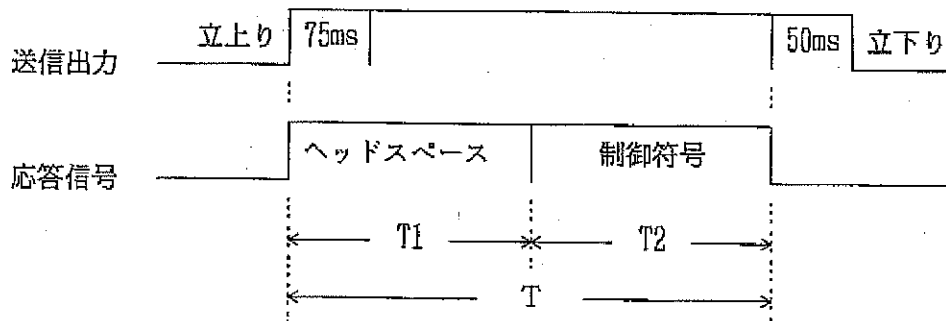 立上り 75ms 50ms 立下り
送信出力
ヘッドスペース 制御符号
応答信号
T1 T2
T